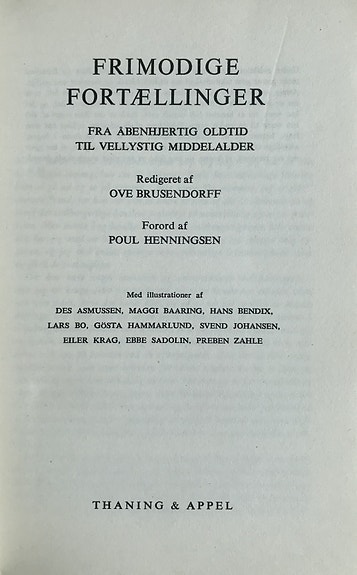 FRIMODIGE
FORTÆLLINGER
FRA ÅBENHJERTIG OLDTID
TIL VELLYSTIG MIDDELALDER
Redigeret af
OVE BRUSENDORFF
Forord af
POUL HENNINGSEN
Med illustrationer af
DES ASMUSSEN, MAGGI BAARING, HANS BENDIX,
LARS BO, GÖSTA HAMMARLUND, SVEND JOHANSEN,
EILER KRAG, EBBE SADOLIN, PREBEN ZAHLE
THANING & APPEL